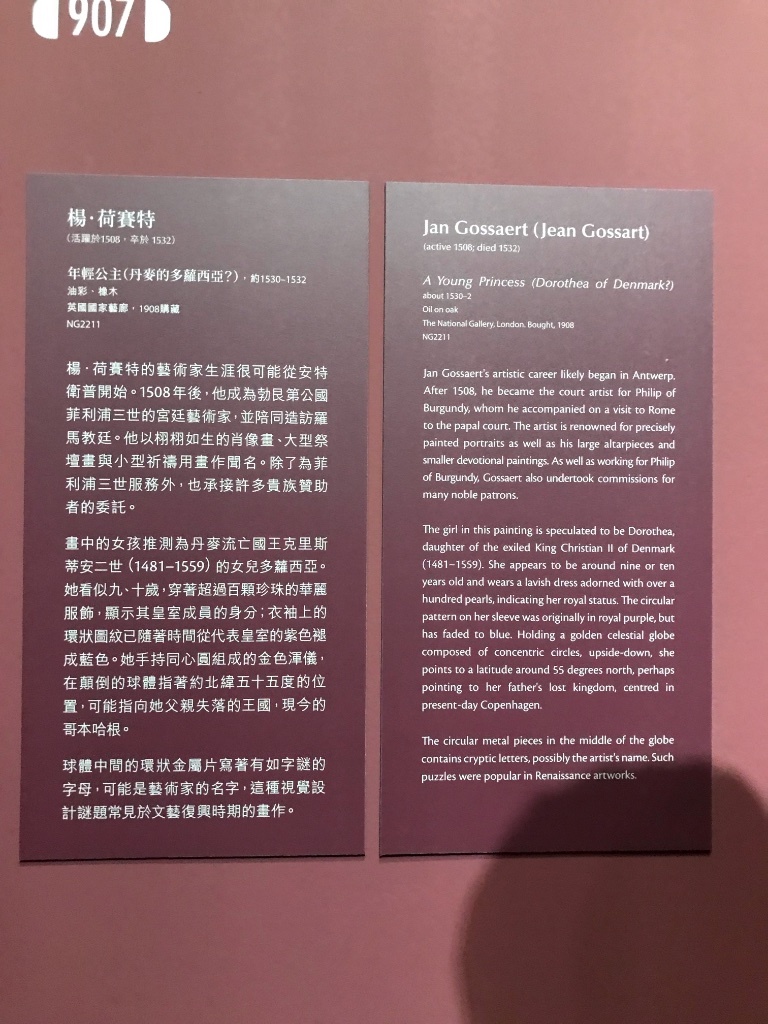 907
楊·荷賽特
（活躍於1508，卒於 1532）
年輕公主（丹麥的多蘿西亞？），約1530–1532
油彩、橡木
英國國家藝廊，1908購藏
NG2211
楊·荷賽特的藝術家生涯很可能從安特
衛普開始。1508年後，他成為勃艮第公國
菲利浦三世的宮廷藝術家，並陪同造訪羅
馬教廷。他以栩栩如生的肖像畫、大型祭
壇畫與小型祈禱用畫作聞名。除了為菲
利浦三世服務外，也承接許多貴族贊助
者的委託。
畫中的女孩推測為丹麥流亡國王克里斯
蒂安二世（1481–1559）的女兒多蘿西亞。
她看似九、十歲，穿著超過百顆珍珠的華麗
服飾，顯示其皇室成員的身分；衣袖上的
環狀圖紋已隨著時間從代表皇室的紫色褪
成藍色。她手持同心圓組成的金色渾儀，
在顛倒的球體指著約北緯五十五度的位
置，可能指向她父親失落的王國，現今的
哥本哈根。
球體中間的環狀金屬片寫著有如字謎的
字母，可能是藝術家的名字，這種視覺設
計謎題常見於文藝復興時期的畫作。
Jan Gossaert (Jean Gossart)
(active 1508; died 1532)
A Young Princess (Dorothea of Denmark?)
about 1530–2
Oil on oak
The National Gallery, London. Bought, 1908
NG2211
Jan Gossaert's artistic career likely began in Antwerp.
After 1508, he became the court artist for Philip of
Burgundy, whom he accompanied on a visit to Rome
to the papal court. The artist is renowned for precisely
painted portraits as well as his large altarpieces and
smaller devotional paintings. As well as working for Philip
of Burgundy, Gossaert also undertook commissions for
many noble patrons.
The girl in this painting is speculated to be Dorothea,
daughter of the exiled King Christian II of Denmark
(1481–1559). She appears to be around nine or ten
years old and wears a lavish dress adorned with over a
hundred pearls, indicating her royal status. The circular
pattern on her sleeve was originally in royal purple, but
has faded to blue. Holding a golden celestial globe
composed of concentric circles, upside-down, she
points to a latitude around 55 degrees north, perhaps
pointing to her father's lost kingdom, centred in
present-day Copenhagen.
The circular metal pieces in the middle of the globe
contains cryptic letters, possibly the artist's name. Such
puzzles were popular in Renaissance artworks.